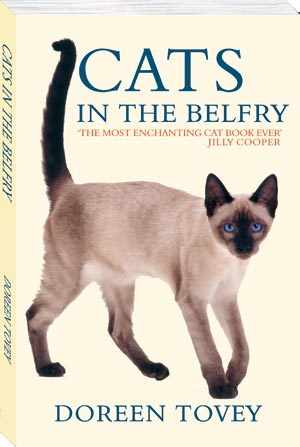 CATS
IN THE BELFRY
'THE MOST ENCHANTING CAT BOOK EVER'
JILLY COOPER
DOREEN TOVEY
CATS IN THE BELFRY
DOREEN TOVEY